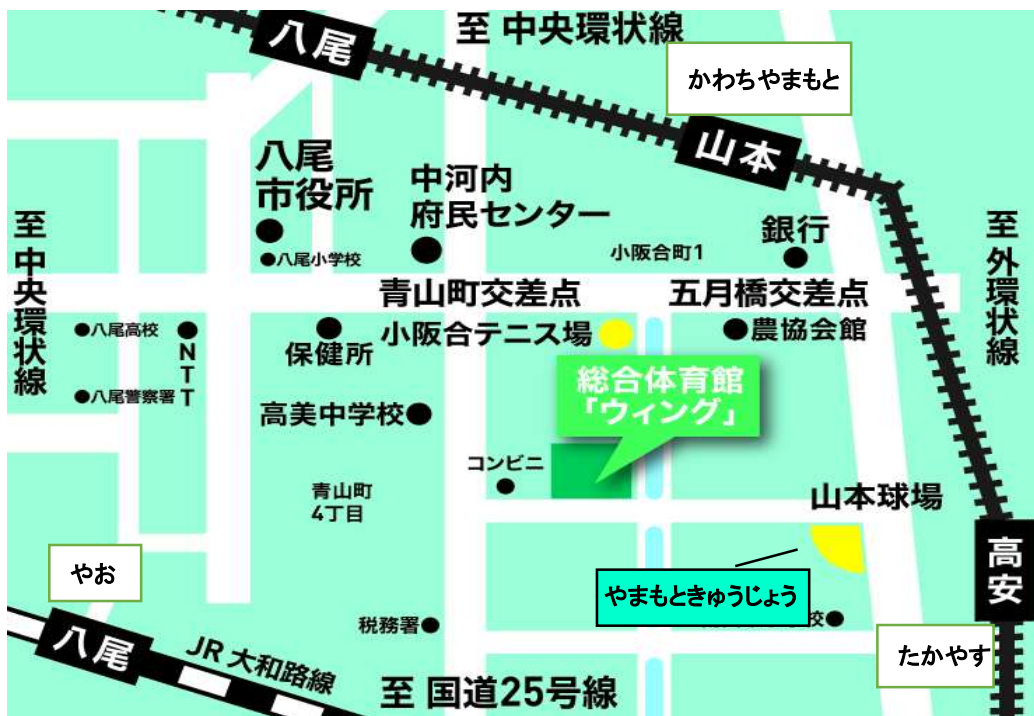 至 中央環状線
八尾
かわちやまもと
山本
八尾
市役所
中河内
府民センター
八尾小学校
小阪合町1
銀行
至中央環状線
至外環状線
青山町交差点
五月橋交差点
八尾高校
NTT
保健所
小阪合テニス場
農協会館
八尾警察署
総合体育館
「ウィング」
高美中学校
コンビニ
青山町
4丁目
山本球場
やお
やまもときゅうじょう
高安
税務署
校
八尾
JR 大和路線
たかやす
至 国道25号線